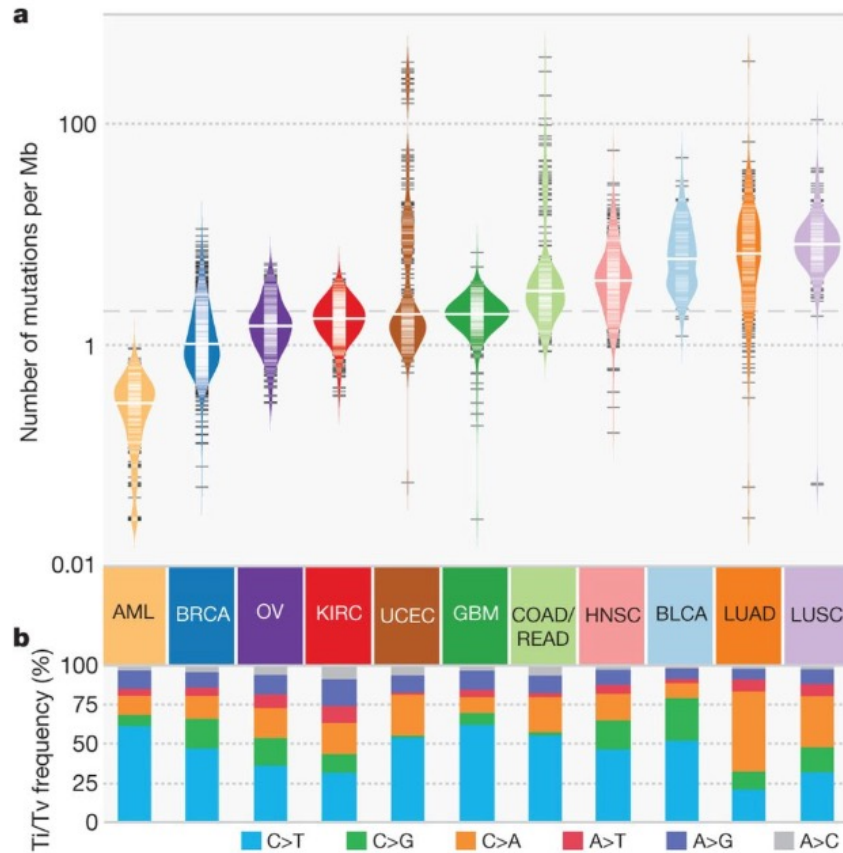 a
Number of mutations per Mb
100
1
0.01
AML BRCA OV KIRC UCEC GBM COAD/READ HNSC BLCA LUAD LUSC
b
Ti/Tv frequency (%)
100
75
50
25
0
C>T C>G C>A A>T A>G A>C